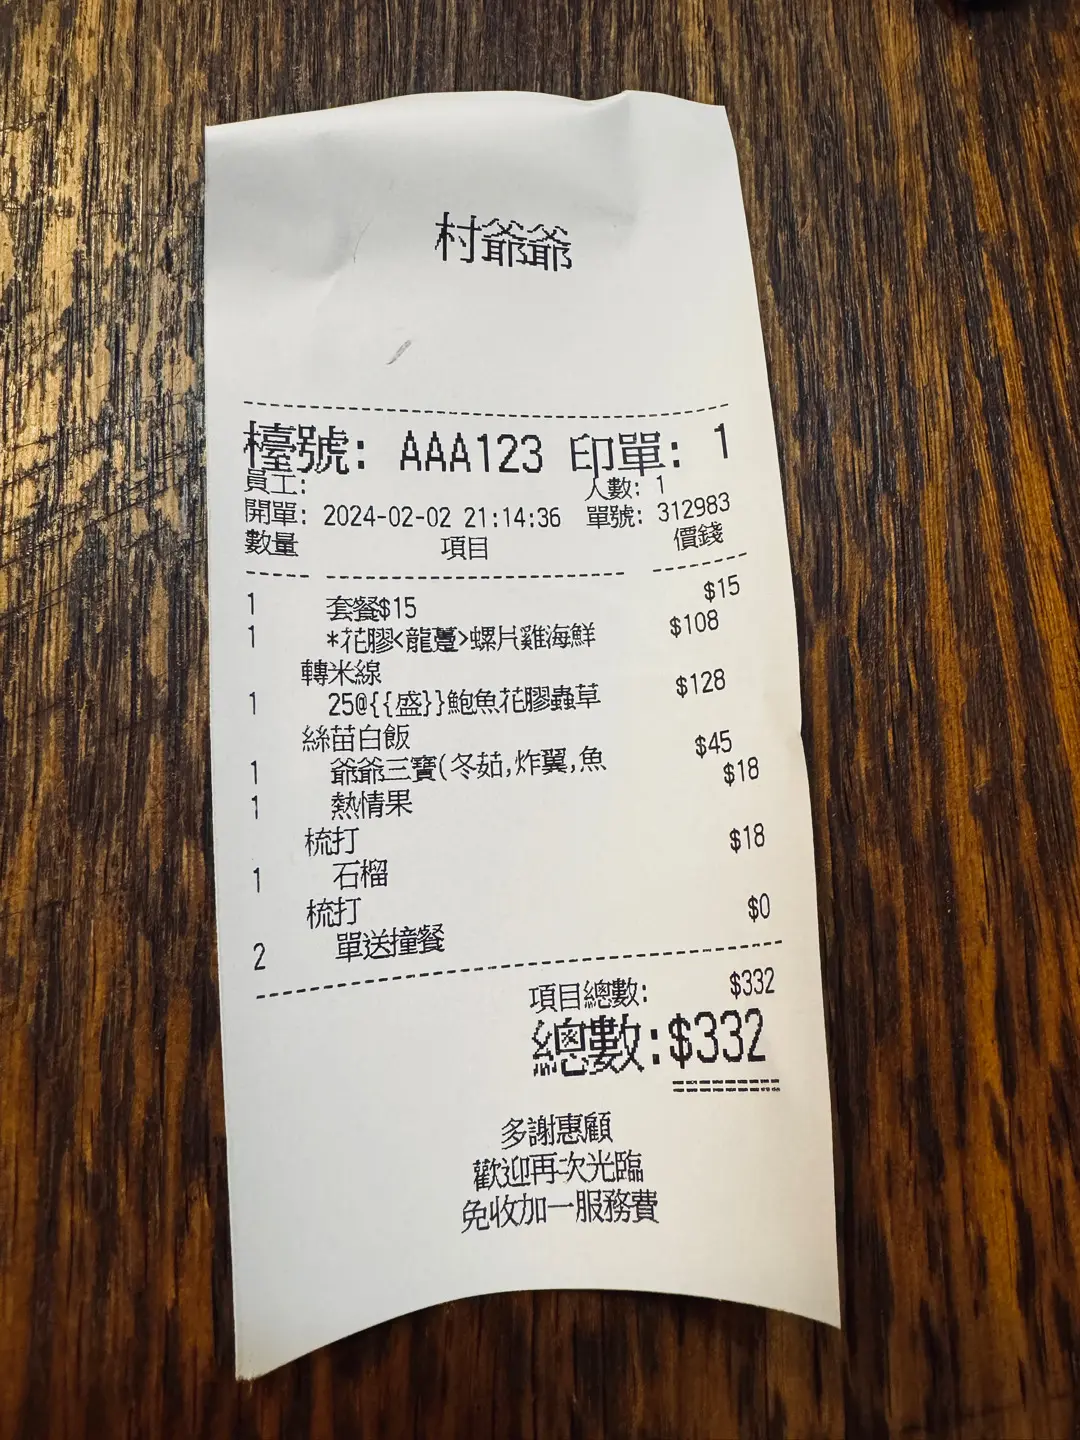 村爺爺
檯號: AAA123 印單: 1
員工: 人數: 1
開單: 2024-02-02 21:14:36 單號: 312983
數量 項目 價錢
1 套餐$15 $15
1 *花膠<龍躉>螺片雞海鮮 $108
轉米線
1 25@{{盛}}鮑魚花膠蟲草 $128
絲苗白飯
1 爺爺三寶(冬茹,炸翼,魚 $45
1 熱情果 $18
梳打
1 石榴 $18
梳打
2 單送撞餐 $0
項目總數: $332
總數:$332
多謝惠顧
歡迎再次光臨
免收加一服務費